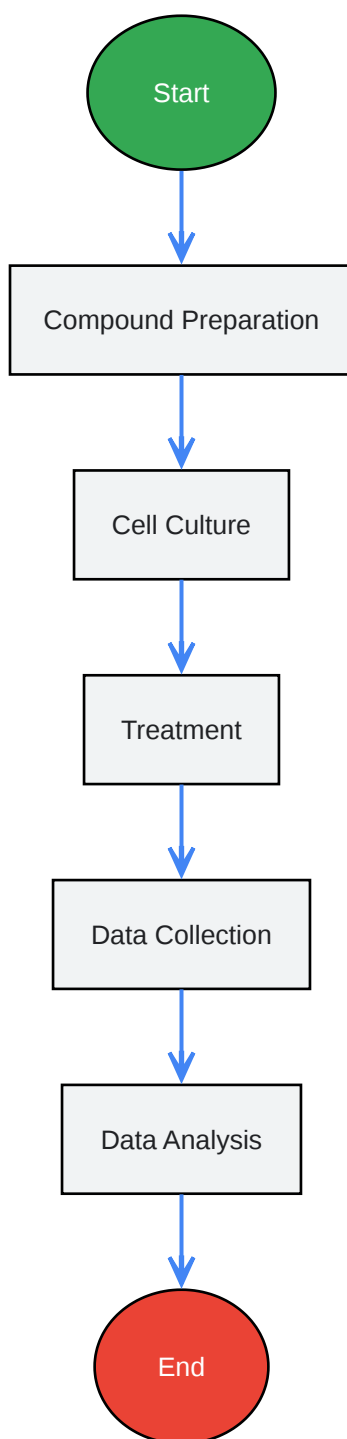 Start
Compound Preparation
Cell Culture
Treatment
Data Collection
Data Analysis
End